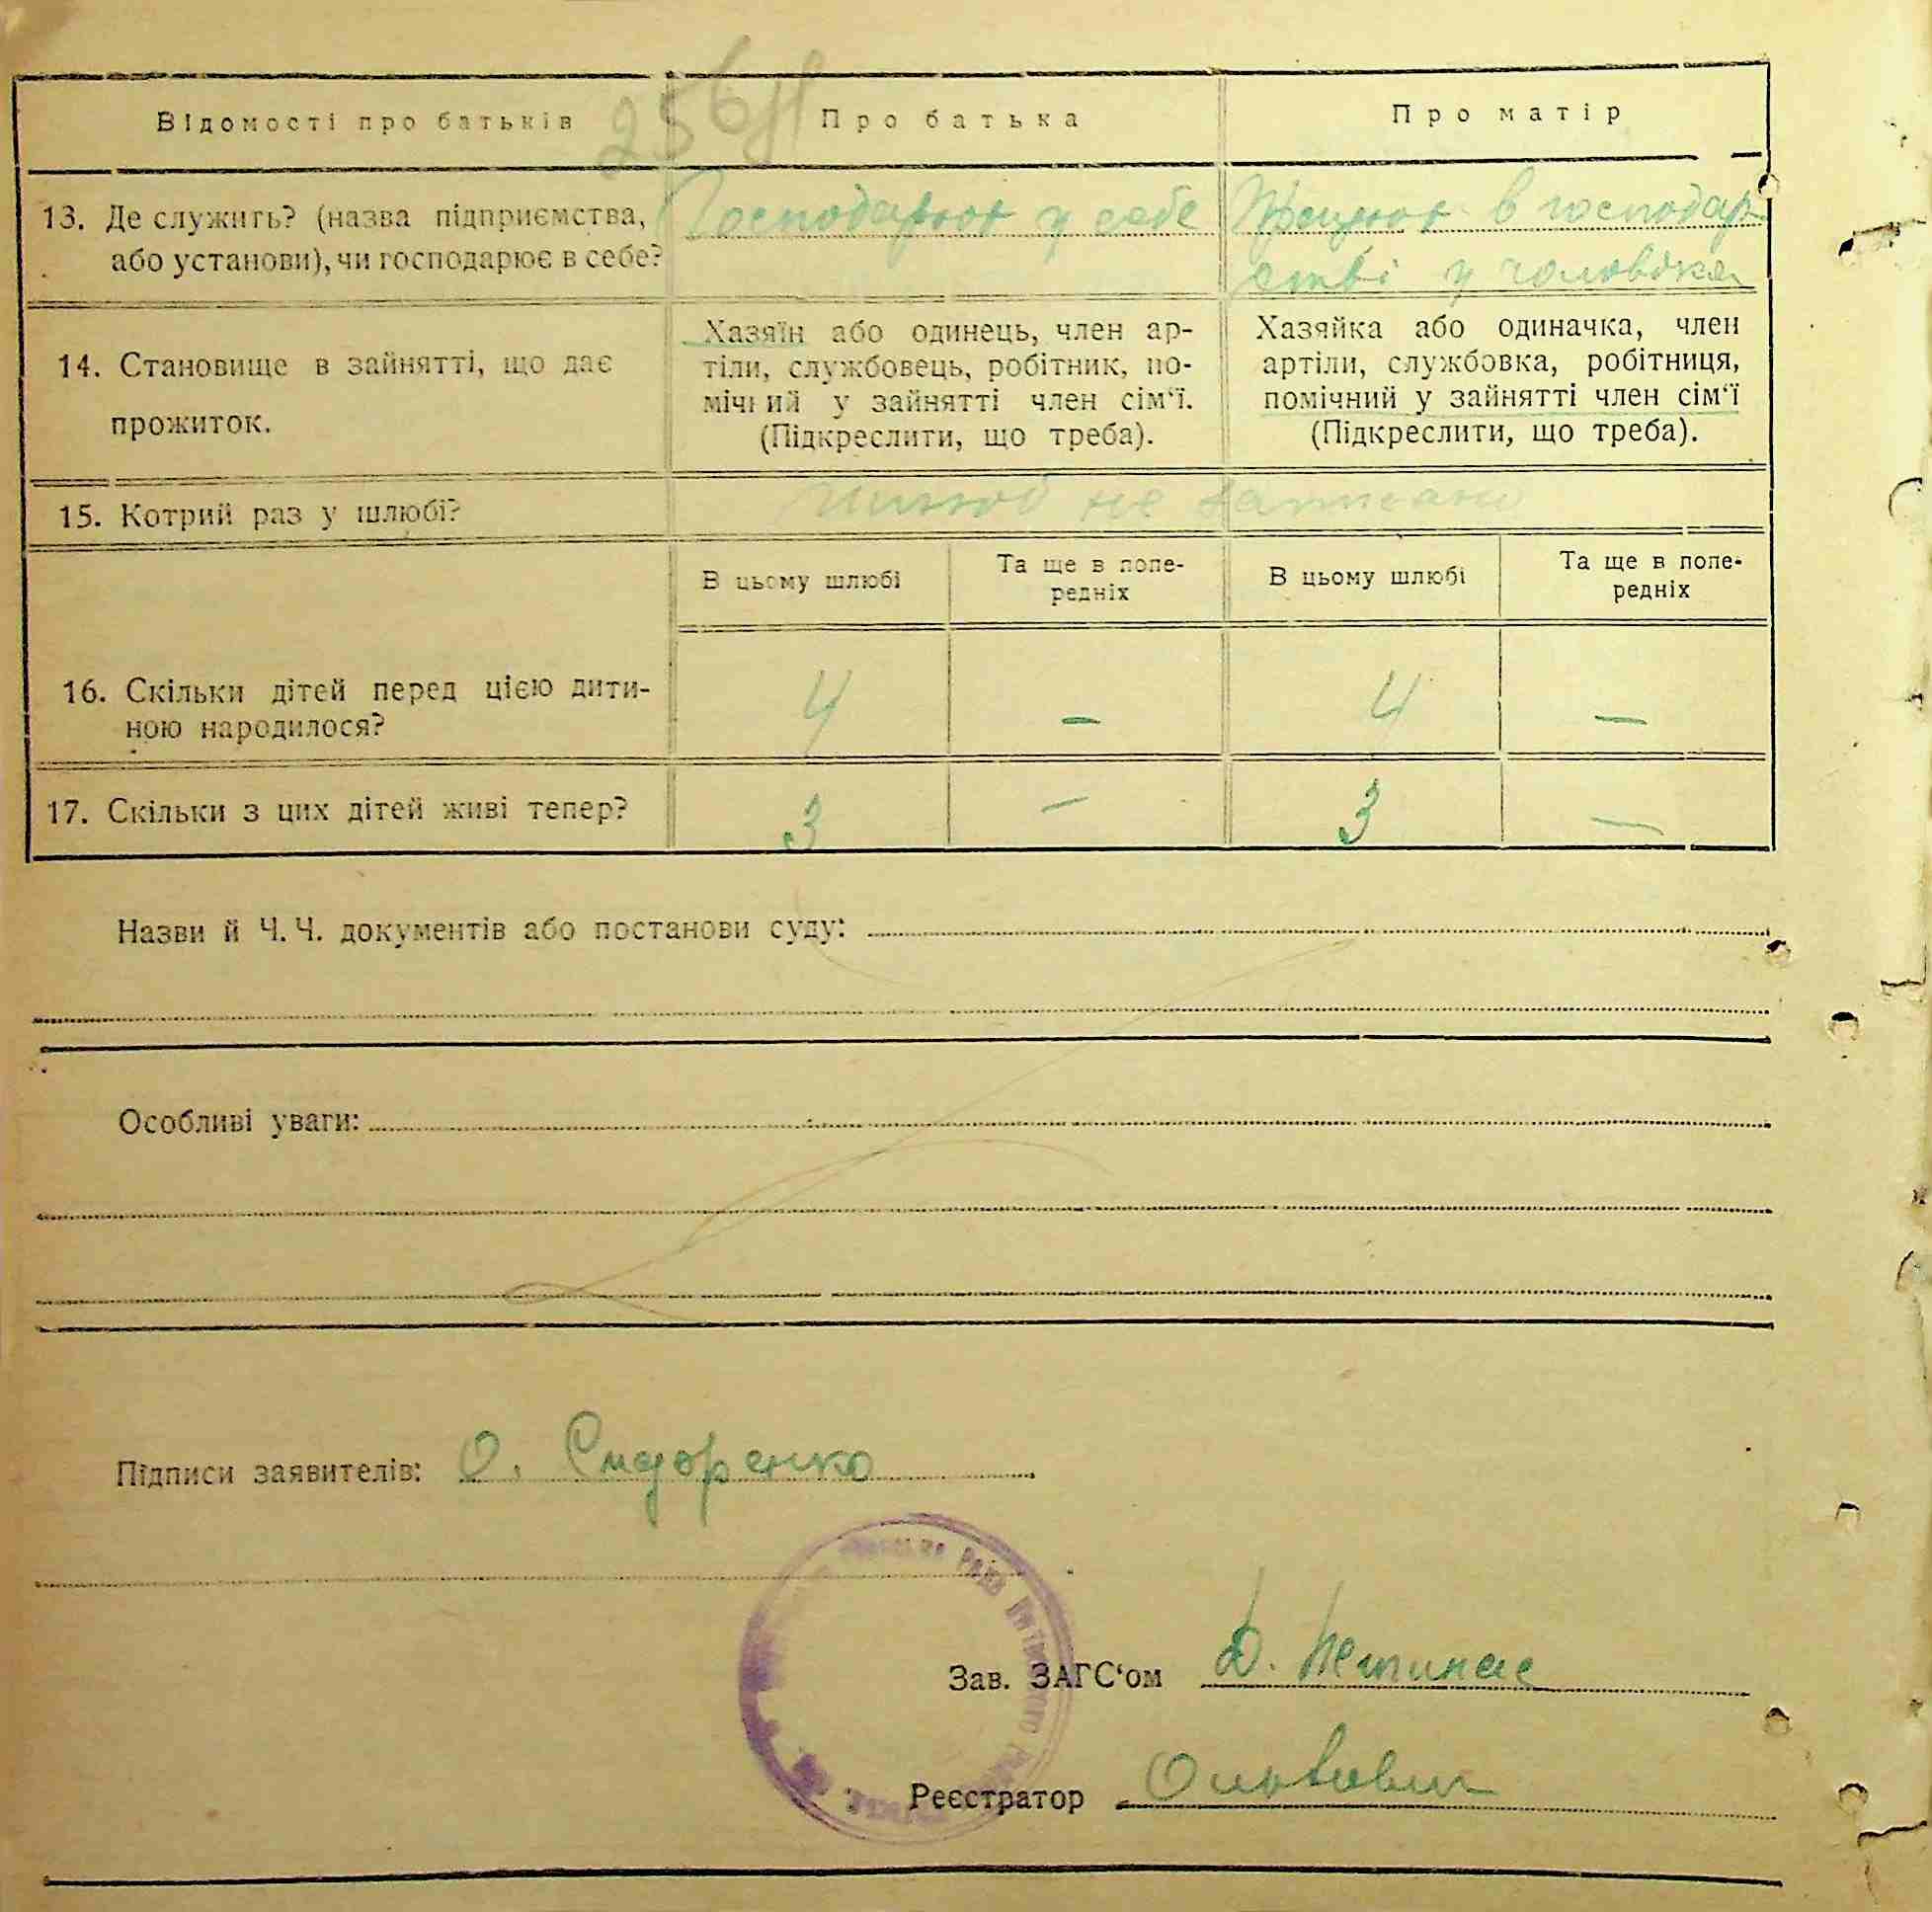 256
Відомості про батьків
Про батька
Про матір
13. Де служить? (назва підприємства,
або установи), чи господарює в себе?
Господарює у себе
Працює в господар
стві у чоловіка
14. Становище в зайнятті, що дає
прожиток.
Хазяїн або одинець, член ар-
тіли, службовець, робітник, по-
мічний у зайнятті член сім'ї.
(Підкреслити, що треба).
Хазяйка або одиначка, член
артіли, службовка, робітниця,
помічний у зайнятті член сім'ї
(Підкреслити, що треба).
15. Котрий раз у шлюбі?
Шлюб не записано
В цьому шлюбі
Та ще в попе-
редніх
В цьому шлюбі
Та ще в попе-
редніх
16. Скільки дітей перед цією дити-
ною народилося?
4
–
4
–
17. Скільки з цих дітей живі тепер?
3
–
3
–
Назви й Ч. Ч. документів або постанови суду:
Особливі уваги:
Підписи заявителів: О. Сидоренко
Зав. ЗАГС'ом
Реєстратор